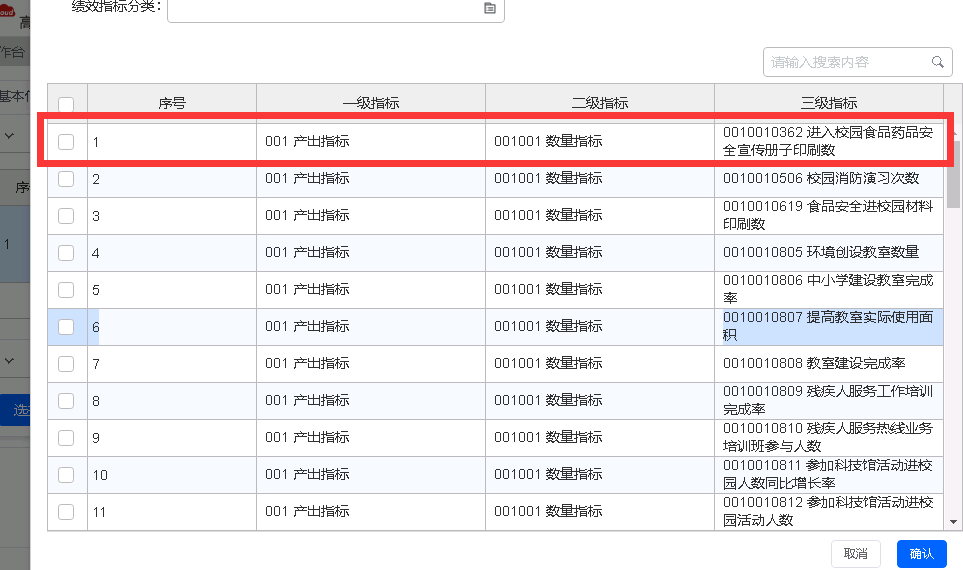 绩效指标分类:
oud
高
作台
请输入搜索内容
基本信
序号 一级指标 二级指标 三级指标
1 001 产出指标 001001 数量指标 0010010362 进入校园食品药品安
全宣传册子印刷数
序
2 001 产出指标 001001 数量指标 0010010506 校园消防演习次数
3 001 产出指标 001001 数量指标 0010010619 食品安全进校园材料
印刷数
1
4 001 产出指标 001001 数量指标 0010010805 环境创设教室数量
5 001 产出指标 001001 数量指标 0010010806 中小学建设教室完成
率
6 001 产出指标 001001 数量指标 0010010807 提高教室实际使用面
积
7 001 产出指标 001001 数量指标 0010010808 教室建设完成率
8 001 产出指标 001001 数量指标 0010010809 残疾人服务工作培训
完成率
选
9 001 产出指标 001001 数量指标 0010010810 残疾人服务热线业务
培训班参与人数
10 001 产出指标 001001 数量指标 0010010811 参加科技馆活动进校
园人数同比增长率
11 001 产出指标 001001 数量指标 0010010812 参加科技馆活动进校
园活动人数
取消 确认